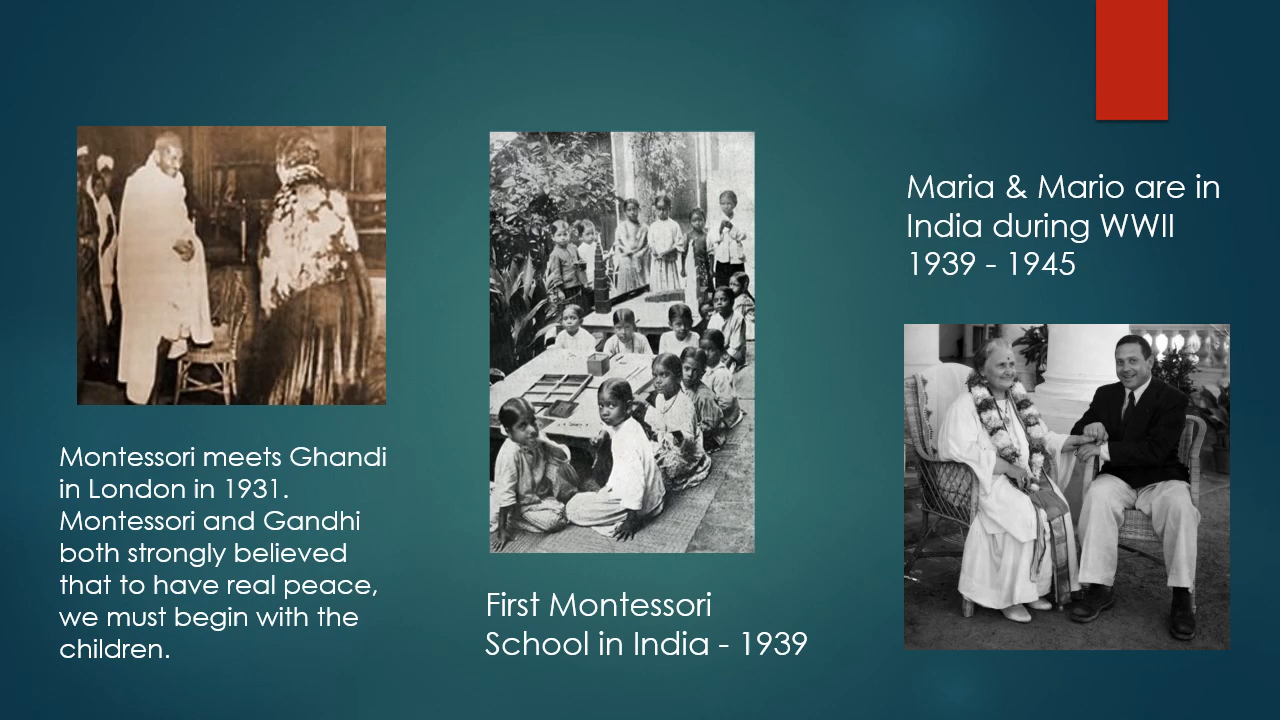 Montessori meets Ghandi
in London in 1931.
Montessori and Gandhi
both strongly believed
that to have real peace,
we must begin with the
children.
First Montessori
School in India - 1939
Maria & Mario are in
India during WWII
1939 - 1945